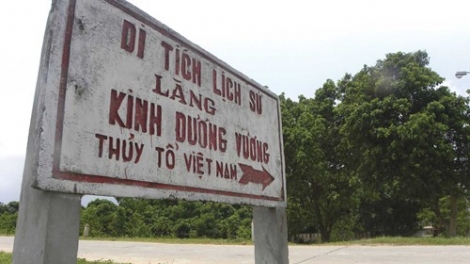 DI TÍCH LỊCH SỬ
LĂNG
KINH DƯƠNG VƯƠNG
THỦY TỔ VIỆT NAM